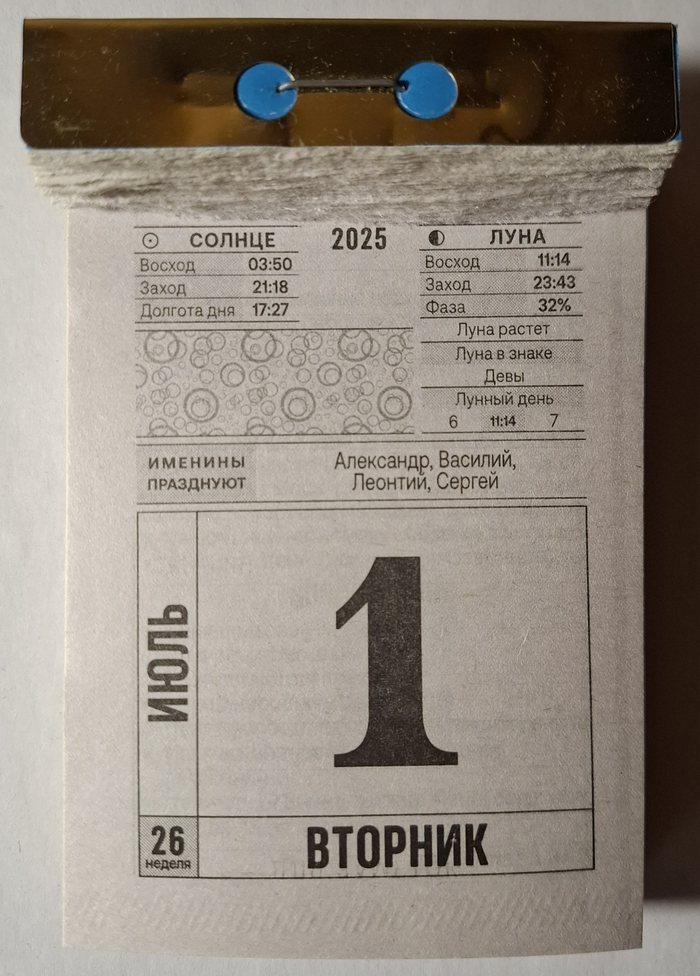 СОЛНЦЕ
Восход 03:50
Заход 21:18
Долгота дня 17:27
2025
ЛУНА
Восход 11:14
Заход 23:43
Фаза 32%
Луна растет
Луна в знаке
Девы
Лунный день
6 11:14 7
ИМЕНИНЫ
ПРАЗДНУЮТ
Александр, Василий,
Леонтий, Сергей
ИЮЛЬ
1
26
неделя
ВТОРНИК